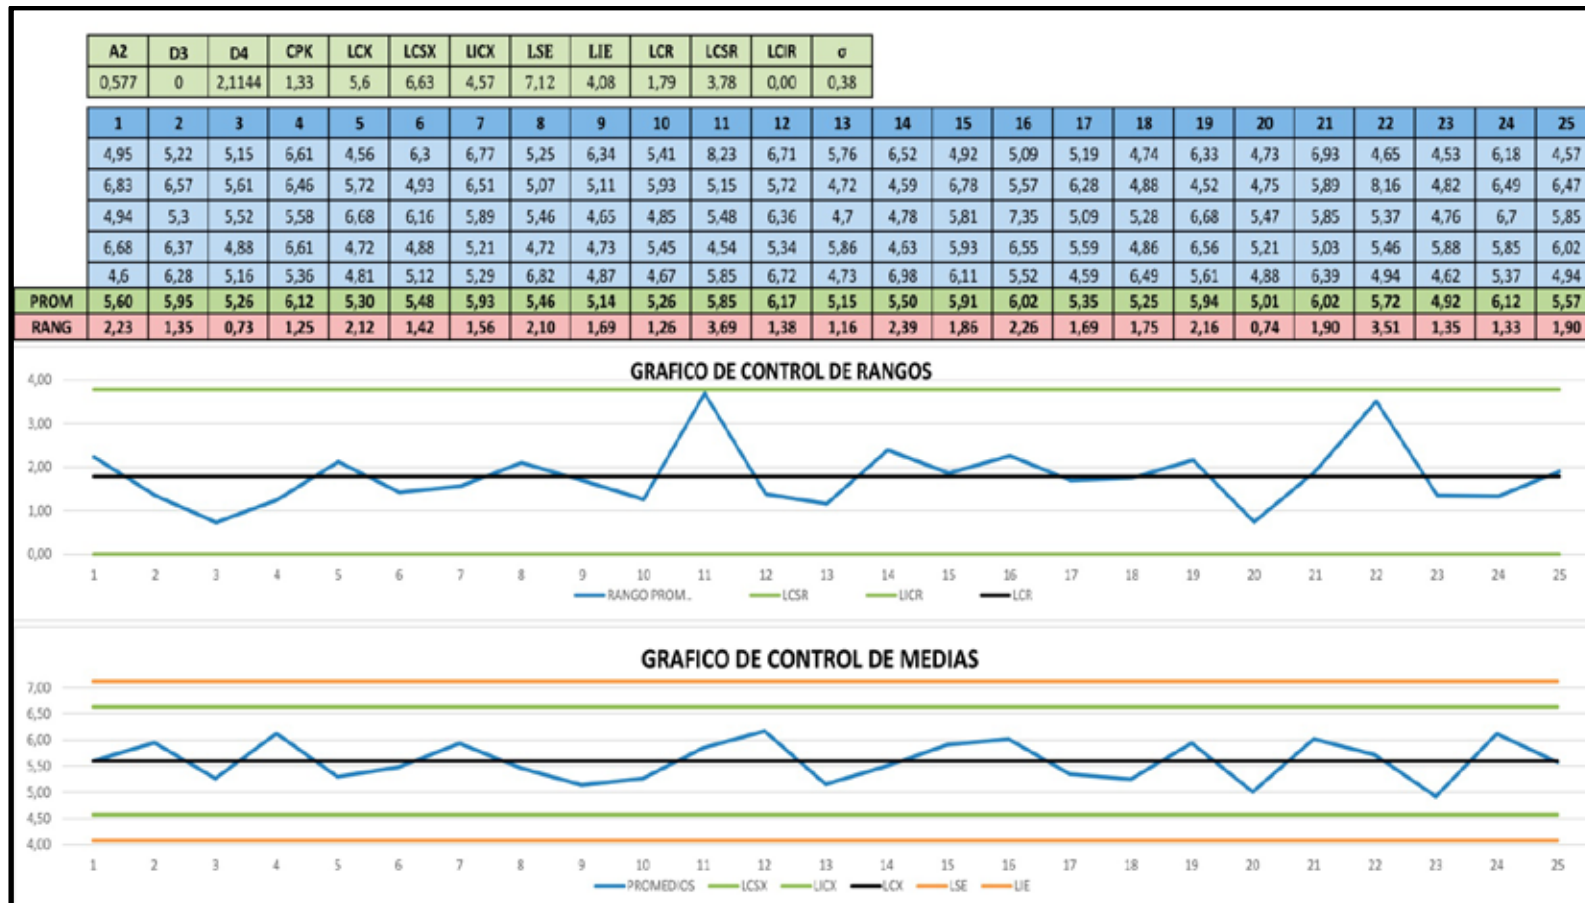 A2 D3 D4 CPK LCX LCSX LICX LSE LIE LCR LCSR LCIR σ
0,577 0 2,1144 1,33 5,6 6,63 4,57 7,12 4,08 1,79 3,78 0,00 0,38
1 2 3 4 5 6 7 8 9 10 11 12 13 14 15 16 17 18 19 20 21 22 23 24 25
4,95 5,22 5,15 6,61 4,56 6,3 6,77 5,25 6,34 5,41 8,23 6,71 5,76 6,52 4,92 5,09 5,19 4,74 6,33 4,73 6,93 4,65 4,53 6,18 4,57
6,83 6,57 5,61 6,46 5,72 4,93 6,51 5,07 5,11 5,93 5,15 5,72 4,72 4,59 6,78 5,57 6,28 4,88 4,52 4,75 5,89 8,16 4,82 6,49 6,47
4,94 5,3 5,52 5,58 6,68 6,16 5,89 5,46 4,65 4,85 5,48 6,36 4,7 4,78 5,81 7,35 5,09 5,28 6,68 5,47 5,85 5,37 4,76 6,7 5,85
6,68 6,37 4,88 6,61 4,72 4,88 5,21 4,72 4,73 5,45 4,54 5,34 5,86 4,63 5,93 6,55 5,59 4,86 6,56 5,21 5,03 5,46 5,88 5,85 6,02
4,6 6,28 5,16 5,36 4,81 5,12 5,29 6,82 4,87 4,67 5,85 6,72 4,73 6,98 6,11 5,52 4,59 6,49 5,61 4,88 6,39 4,94 4,62 5,37 4,94
PROM 5,60 5,95 5,26 6,12 5,30 5,48 5,93 5,46 5,14 5,26 5,85 6,17 5,15 5,50 5,91 6,02 5,35 5,25 5,94 5,01 6,02 5,72 4,92 6,12 5,57
RANG 2,23 1,35 0,73 1,25 2,12 1,42 1,56 2,10 1,69 1,26 3,69 1,38 1,16 2,39 1,86 2,26 1,69 1,75 2,16 0,74 1,90 3,51 1,35 1,33 1,90
GRAFICO DE CONTROL DE RANGOS
4,00
3,00
2,00
1,00
0,00
1 2 3 4 5 6 7 8 9 10 11 12 13 14 15 16 17 18 19 20 21 22 23 24 25
RANGO PROM.. LCSR LICR LCR
GRAFICO DE CONTROL DE MEDIAS
7,00
6,50
6,00
5,50
5,00
4,50
4,00
1 2 3 4 5 6 7 8 9 10 11 12 13 14 15 16 17 18 19 20 21 22 23 24 25
PROMEDIOS LCSX LICX LCX LSE LIE